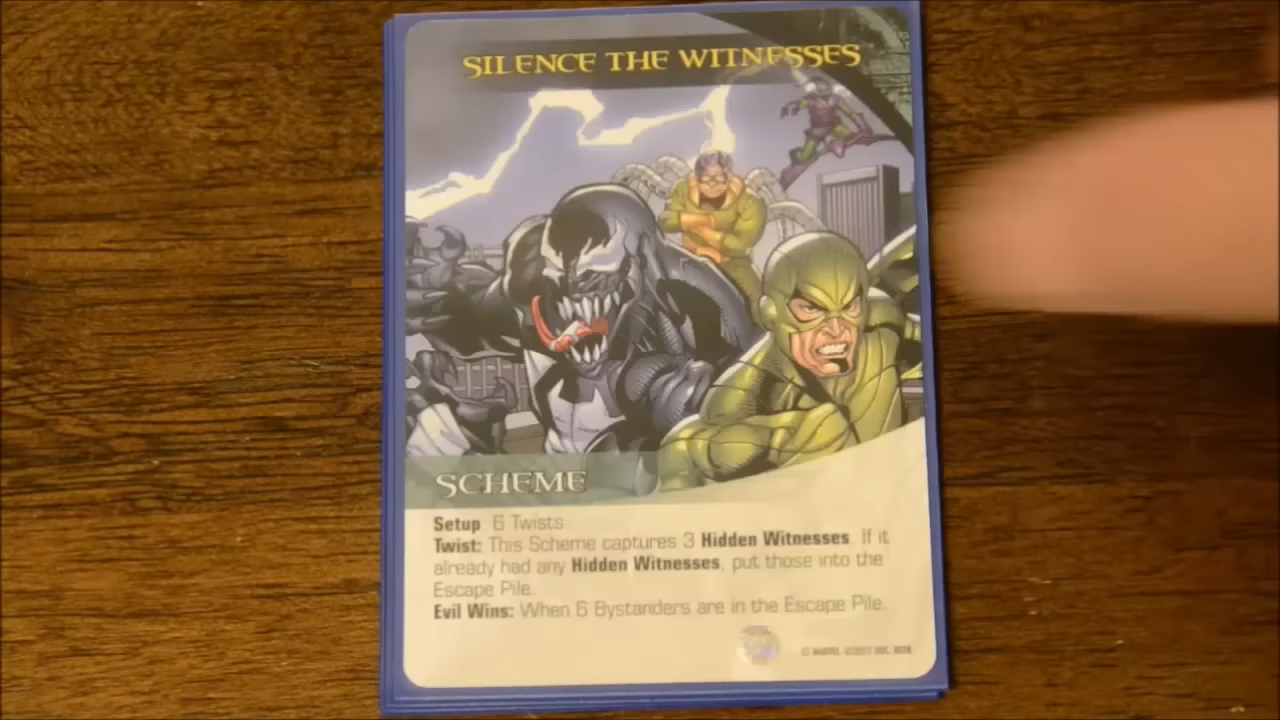 SILENCE THE WITNESSES
SCHEME
Setup 6 Twists
Twist: This Scheme captures 3 Hidden Witnesses. If it
already had any Hidden Witnesses, put those into the
Escape Pile.
Evil Wins: When 6 Bystanders are in the Escape Pile.
MARVEL